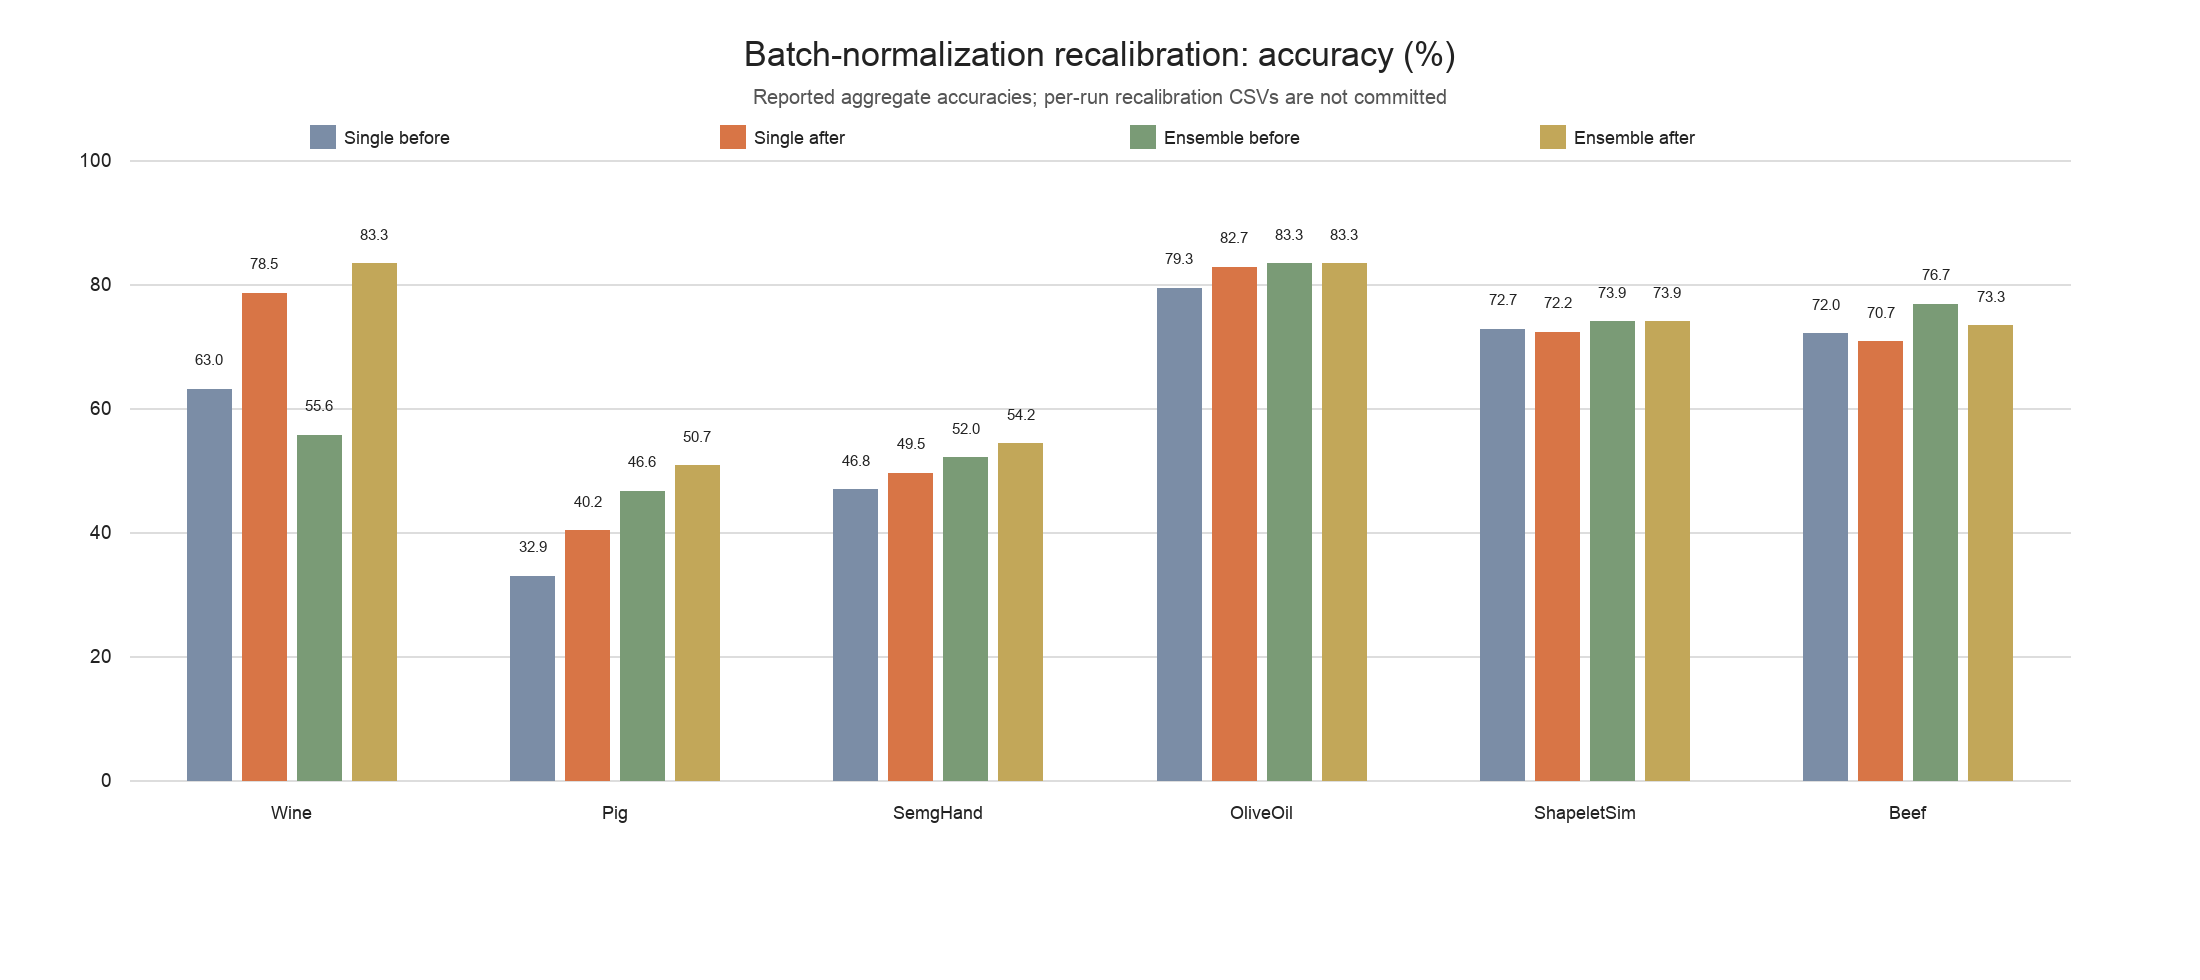 Batch-normalization recalibration: accuracy (%)
Reported aggregate accuracies; per-run recalibration CSVs are not committed
Single before Single after Ensemble before Ensemble after
100
80
60
40
20
0
63.0 78.5 55.6 83.3
32.9 40.2 46.6 50.7
46.8 49.5 52.0 54.2
79.3 82.7 83.3 83.3
72.7 72.2 73.9 73.9
72.0 70.7 76.7 73.3
Wine Pig SemgHand OliveOil ShapeletSim Beef